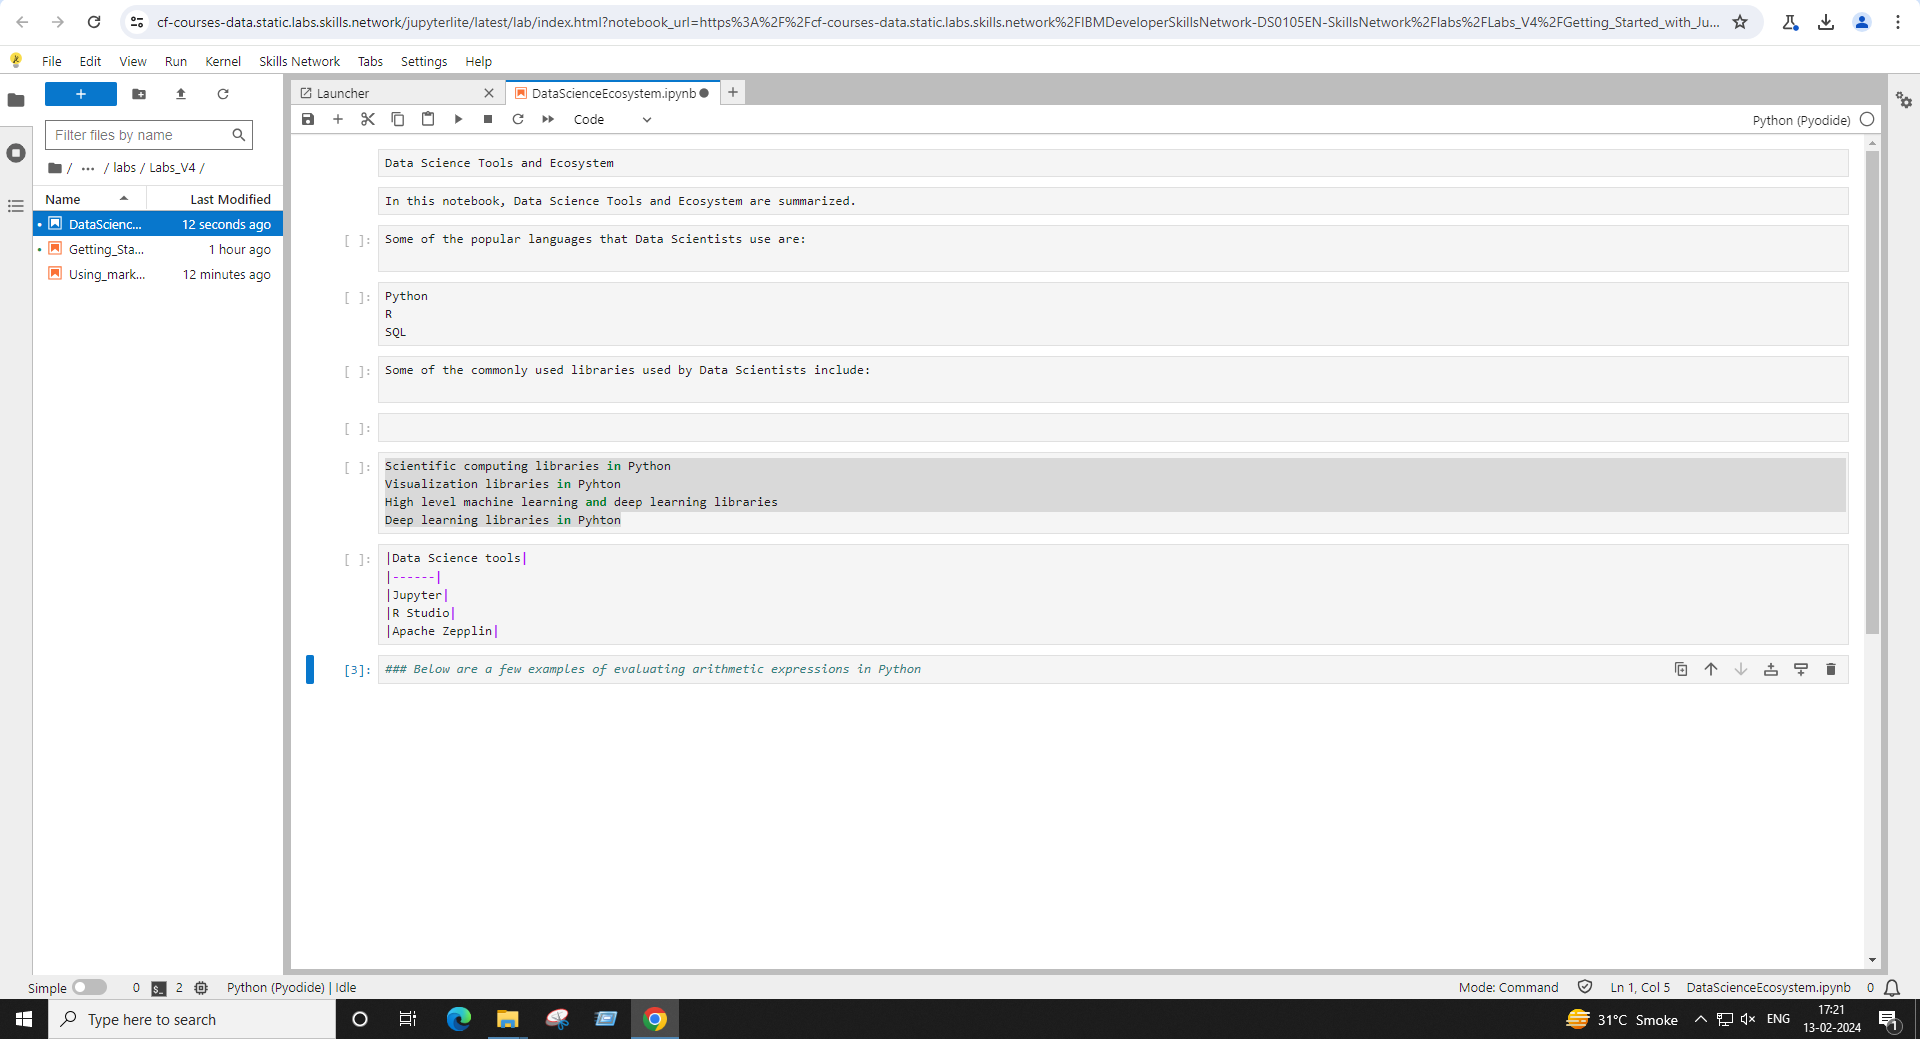 cf-courses-data.static.labs.skills.network/jupyterlite/latest/lab/index.html?notebook_url=https%3A%2F%2Fcf-courses-data.static.labs.skills.network%2FIBMDeveloperSkillsNetwork-DS0105EN-SkillsNetwork%2Flabs%2FLabs_V4%2FGetting_Started_with_Ju...
File Edit View Run Kernel Skills Network Tabs Settings Help
+
Launcher
DataScienceEcosystem.ipynb
Code
Python (Pyodide)
Filter files by name
/ ... / labs / Labs_V4 /
Name Last Modified
DataScienc... 12 seconds ago
Getting_Sta... 1 hour ago
Using_mark... 12 minutes ago
Data Science Tools and Ecosystem
In this notebook, Data Science Tools and Ecosystem are summarized.
[ ]: Some of the popular languages that Data Scientists use are:
[ ]: Python
R
SQL
[ ]: Some of the commonly used libraries used by Data Scientists include:
[ ]:
[ ]: Scientific computing libraries in Python
Visualization libraries in Pyhton
High level machine learning and deep learning libraries
Deep learning libraries in Pyhton
[ ]: |Data Science tools|
|------|
|Jupyter|
|R Studio|
|Apache Zepplin|
[3]: ### Below are a few examples of evaluating arithmetic expressions in Python
Simple 0 2 Python (Pyodide) | Idle
Mode: Command Ln 1, Col 5 DataScienceEcosystem.ipynb 0
Type here to search
31°C Smoke
ENG
17:21
13-02-2024
1